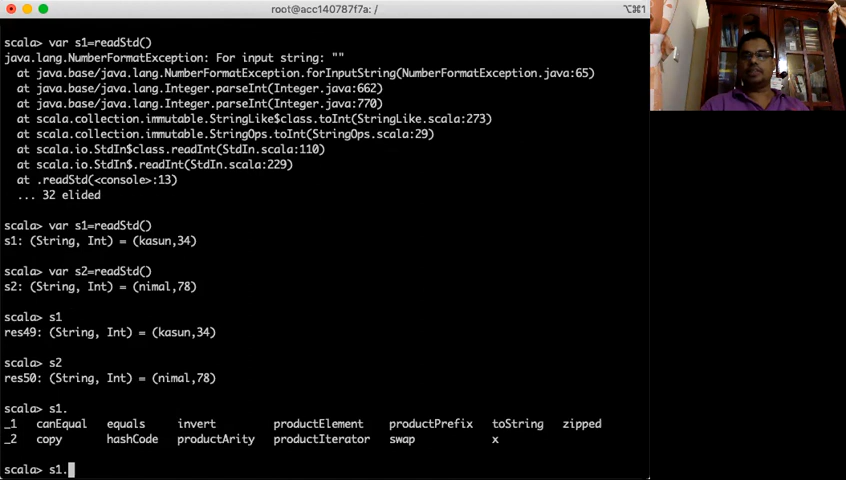 root@acc140787f7a: /
⌥⌘1
scala> var s1=readStd()
java.lang.NumberFormatException: For input string: ""
  at java.base/java.lang.NumberFormatException.forInputString(NumberFormatException.java:65)
  at java.base/java.lang.Integer.parseInt(Integer.java:662)
  at java.base/java.lang.Integer.parseInt(Integer.java:770)
  at scala.collection.immutable.StringLike$class.toInt(StringLike.scala:273)
  at scala.collection.immutable.StringOps.toInt(StringOps.scala:29)
  at scala.io.StdIn$class.readInt(StdIn.scala:110)
  at scala.io.StdIn$.readInt(StdIn.scala:229)
  at .readStd(<console>:13)
  ... 32 elided
scala> var s1=readStd()
s1: (String, Int) = (kasun,34)
scala> var s2=readStd()
s2: (String, Int) = (nimal,78)
scala> s1
res49: (String, Int) = (kasun,34)
scala> s2
res50: (String, Int) = (nimal,78)
scala> s1.
_1   canEqual   equals     invert         productElement    productPrefix   toString   zipped
_2   copy       hashCode   productArity   productIterator   swap            x
scala> s1.